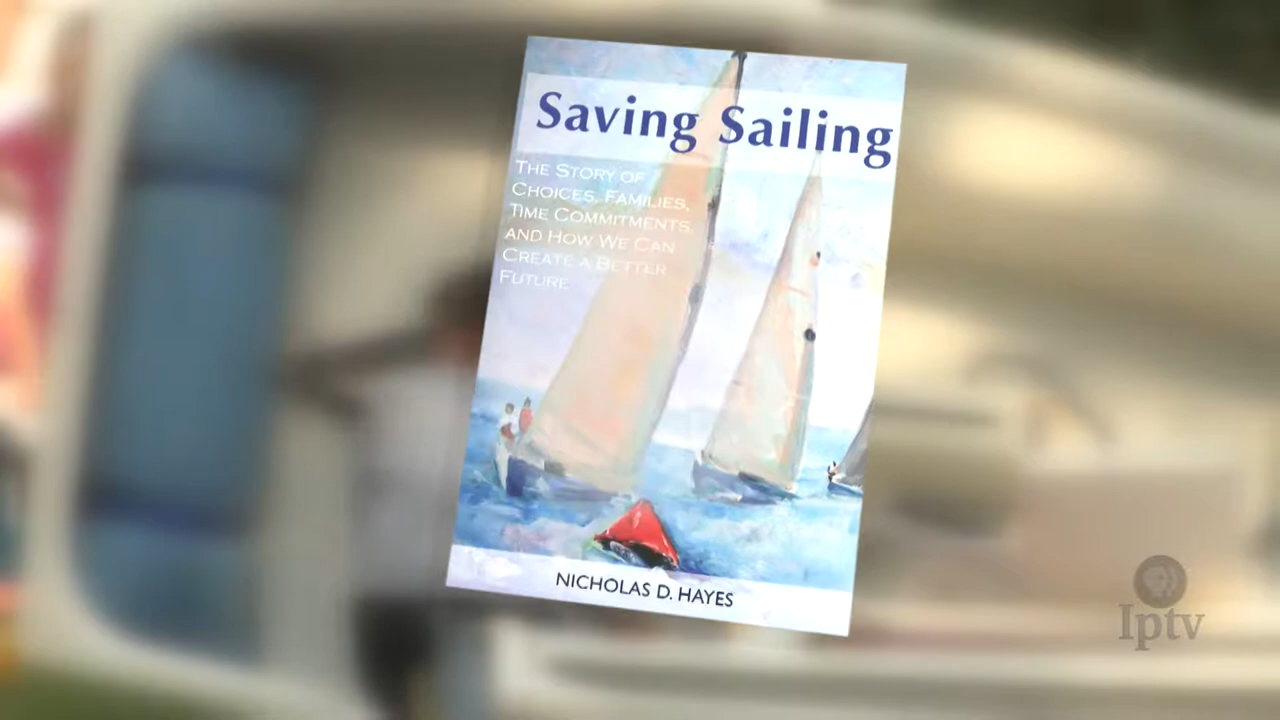 Saving Sailing
THE STORY OF
CHOICES, FAMILIES,
TIME COMMITMENTS,
AND HOW WE CAN
CREATE A BETTER
FUTURE
NICHOLAS D. HAYES
Iptv